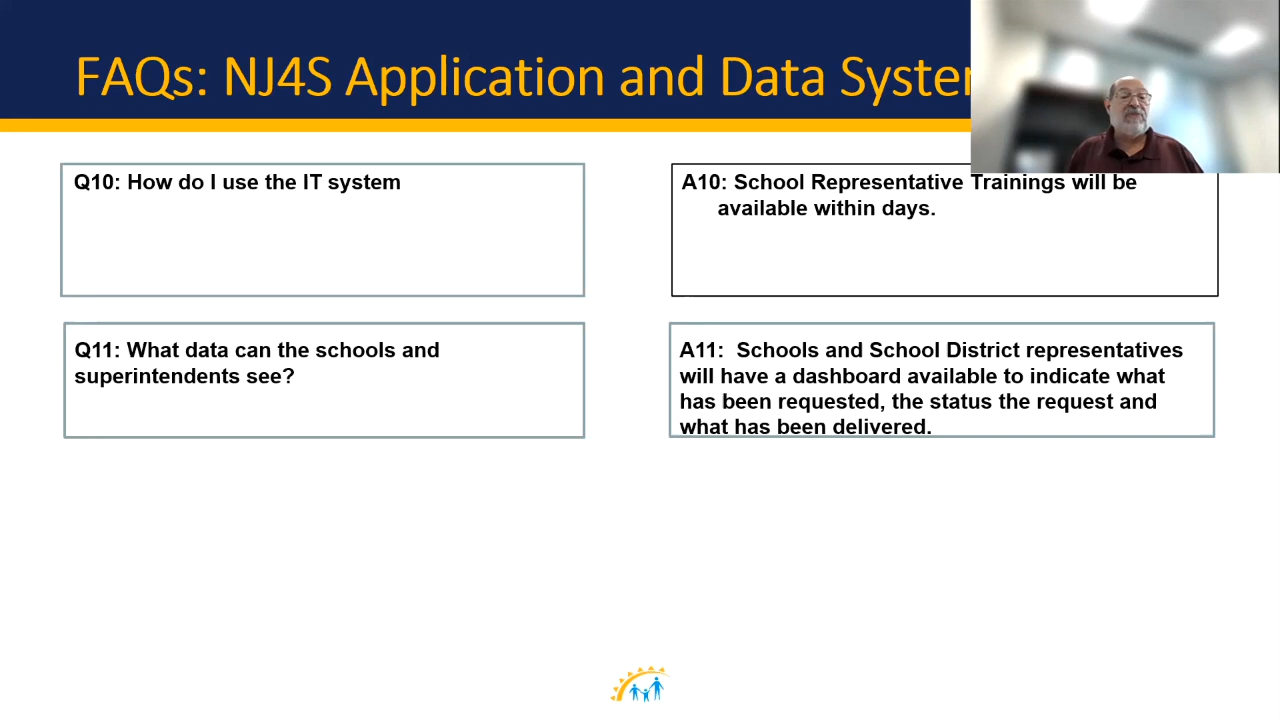 FAQs: NJ4S Application and Data System
Q10: How do I use the IT system
A10: School Representative Trainings will be
available within days.
Q11: What data can the schools and
superintendents see?
A11:  Schools and School District representatives
will have a dashboard available to indicate what
has been requested, the status the request and
what has been delivered.